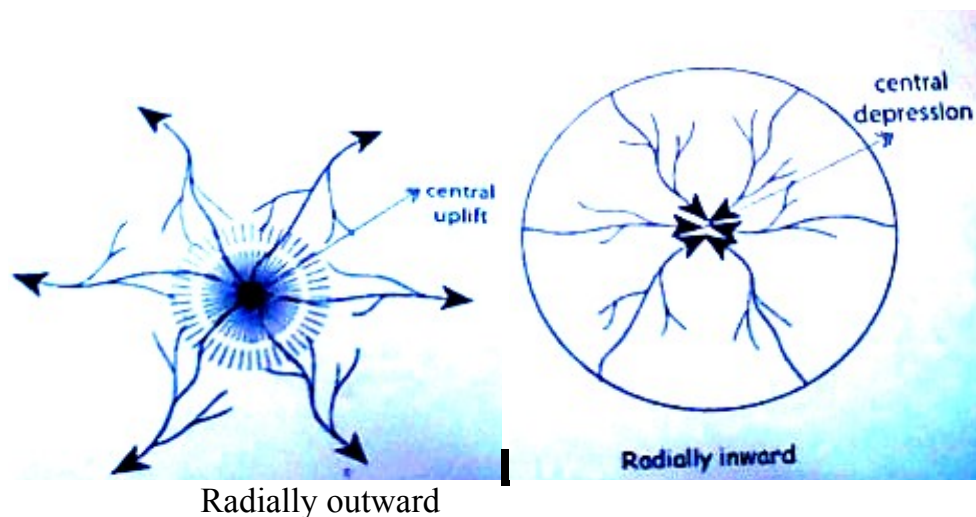 central
uplift
central
depression
Radially inward
Radially outward